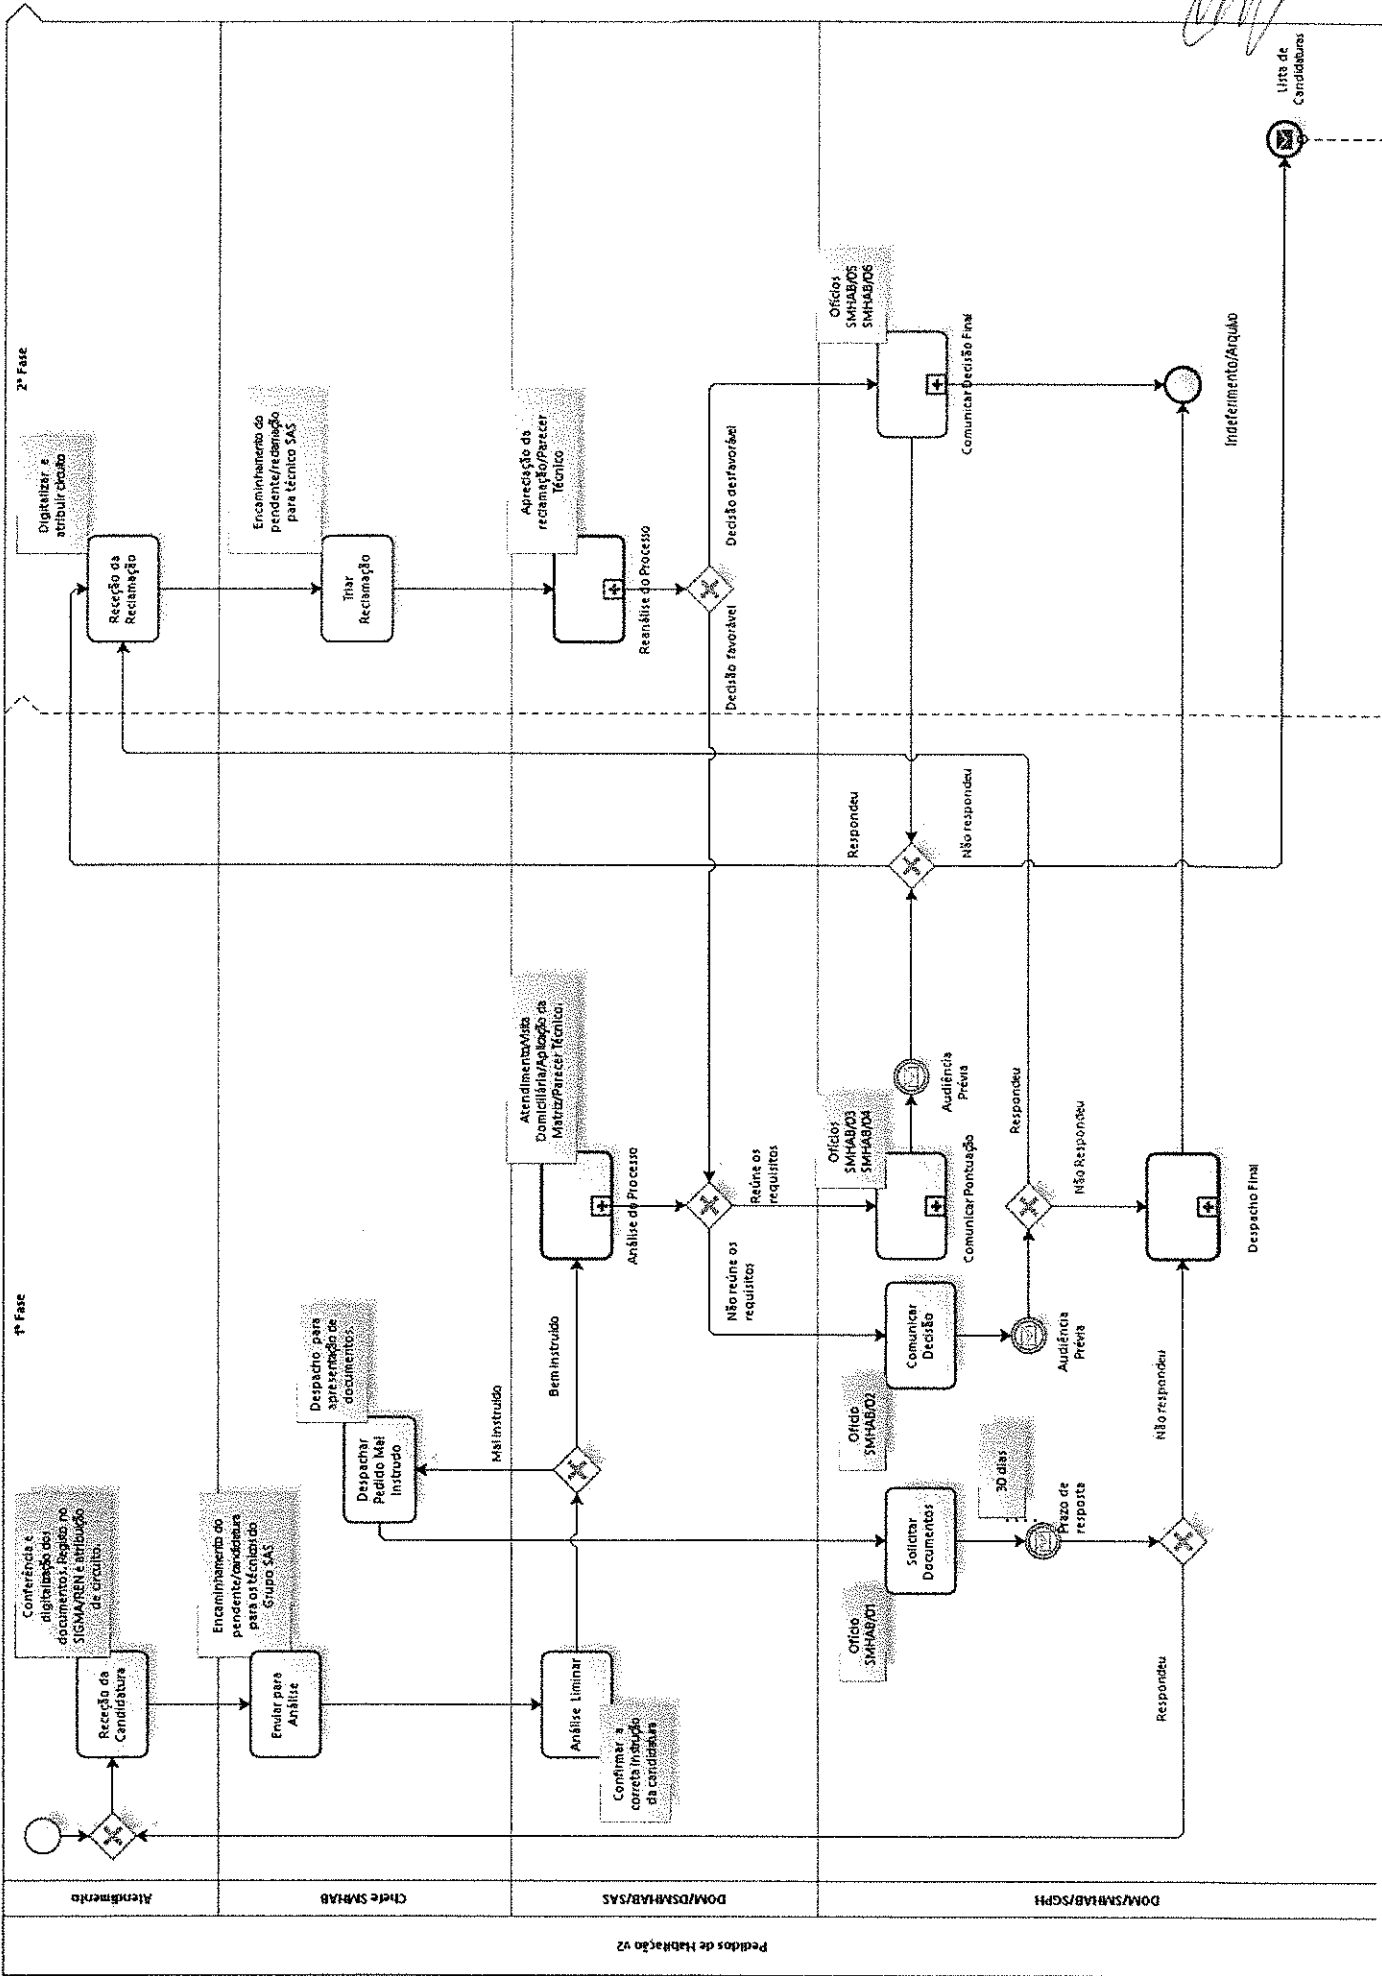 Pedidos de Habitação v2
Atendimento
Chefe SMHAB
DOM/DSMHAB/SAS
DOM/SMHAB/SGPH
1ª Fase
2ª Fase
Conferência e
digitalização dos
documentos. Registo no
SIGMA/REN e atribuição
de circuito.
Receção da
Candidatura
Encaminhamento do
pendente/candidatura
para os técnicos do
Grupo SAS
Enviar para
Análise
Análise Liminar
Confirmar a
correta instrução
da candidatura
Despacho para
apresentação de
documentos.
Despachar
Pedido Mal
Instrudo
Mal Instruído
Bem Instruído
Atendimento/Visita
Domiciliária/Aplicação da
Matriz/Parecer Técnico.
Análise do Processo
Não reúne os
requisitos
Reúne os
requisitos
Ofício
SMHAB/01
Solicitar
Documentos
30 dias
Prazo de
resposta
Respondeu
Não respondeu
Ofício
SMHAB/02
Comunicar
Decisão
Audiência
Prévia
Respondeu
Não Respondeu
Despacho Final
Ofícios
SMHAB/03
SMHAB/04
Comunicar Pontuação
Audiência
Prévia
Respondeu
Não respondeu
Digitalizar e
atribuir circuito
Receção da
Reclamação
Encaminhamento do
pendente/reclamação
para técnico SAS
Triar
Reclamação
Apreciação da
reclamação/Parecer
Técnico
Reanálise do Processo
Decisão favorável
Decisão desfavorável
Ofícios
SMHAB/05
SMHAB/06
Comunicar Decisão Final
Indeferimento/Arquivo
Lista de
Candidaturas